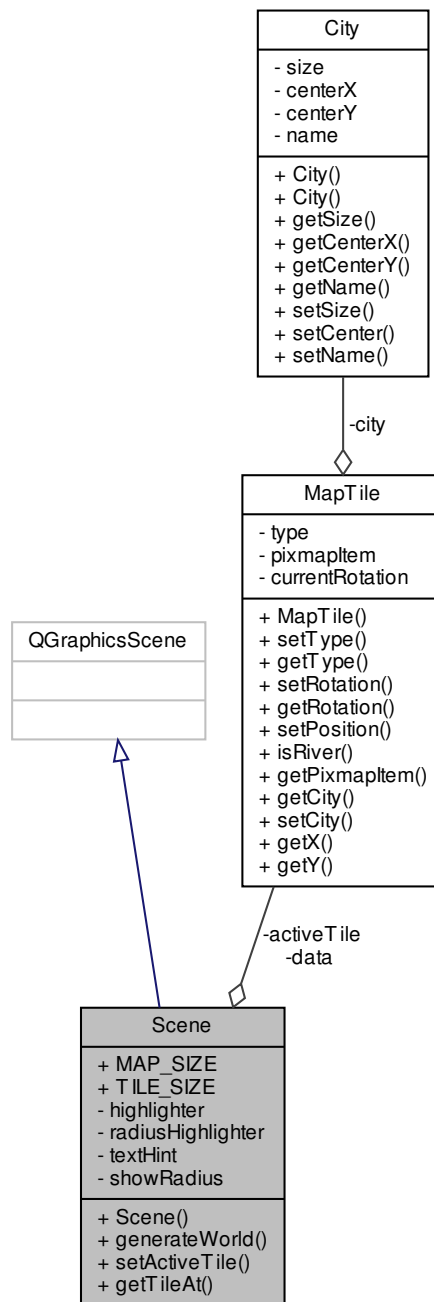 City
- size
- centerX
- centerY
- name
+ City()
+ City()
+ getSize()
+ getCenterX()
+ getCenterY()
+ getName()
+ setSize()
+ setCenter()
+ setName()
-city
MapTile
- type
- pixmapItem
- currentRotation
+ MapTile()
+ setType()
+ getType()
+ setRotation()
+ getRotation()
+ setPosition()
+ isRiver()
+ getPixmapItem()
+ getCity()
+ setCity()
+ getX()
+ getY()
QGraphicsScene
-activeTile
-data
Scene
+ MAP_SIZE
+ TILE_SIZE
- highlighter
- radiusHighlighter
- textHint
- showRadius
+ Scene()
+ generateWorld()
+ setActiveTile()
+ getTileAt()